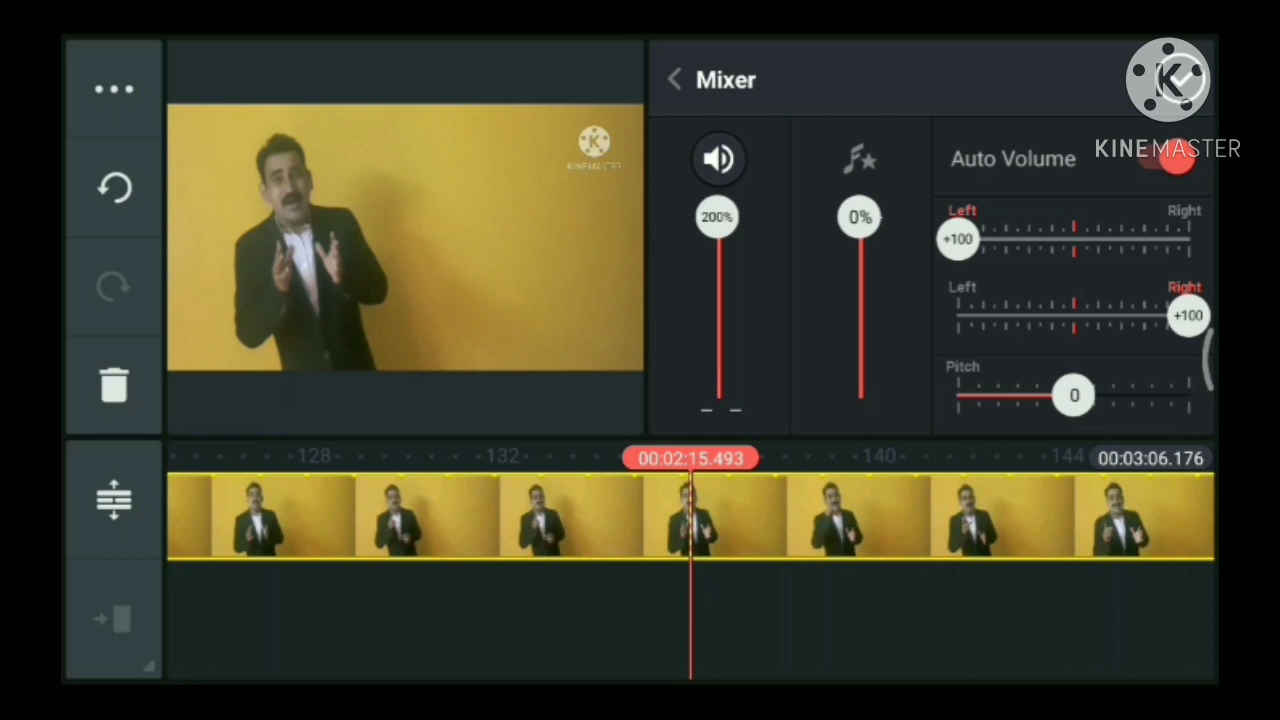 Mixer
KINEMASTER
KINEMASTER
Auto Volume
200%
0%
Left Right
+100
Left Right
+100
Pitch
0
128 132 00:02:15.493 140 144 00:03:06.176